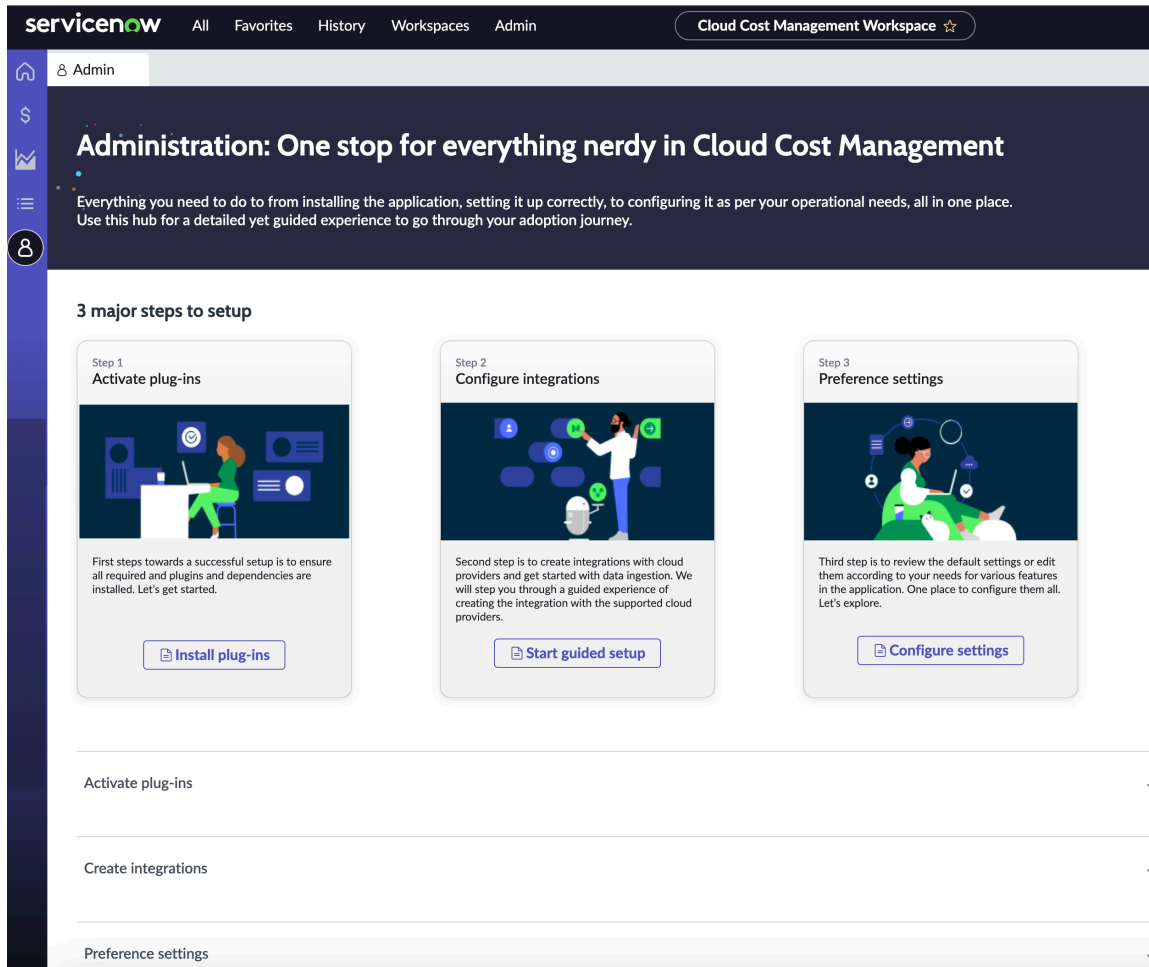 servicenow All Favorites History Workspaces Admin Cloud Cost Management Workspace
Admin
Administration: One stop for everything nerdy in Cloud Cost Management
Everything you need to do to from installing the application, setting it up correctly, to configuring it as per your operational needs, all in one place.
Use this hub for a detailed yet guided experience to go through your adoption journey.
3 major steps to setup
Step 1
Activate plug-ins
First steps towards a successful setup is to ensure
all required and plugins and dependencies are
installed. Let's get started.
Install plug-ins
Step 2
Configure integrations
Second step is to create integrations with cloud
providers and get started with data ingestion. We
will step you through a guided experience of
creating the integration with the supported cloud
providers.
Start guided setup
Step 3
Preference settings
Third step is to review the default settings or edit
them according to your needs for various features
in the application. One place to configure them all.
Let's explore.
Configure settings
Activate plug-ins
Create integrations
Preference settings